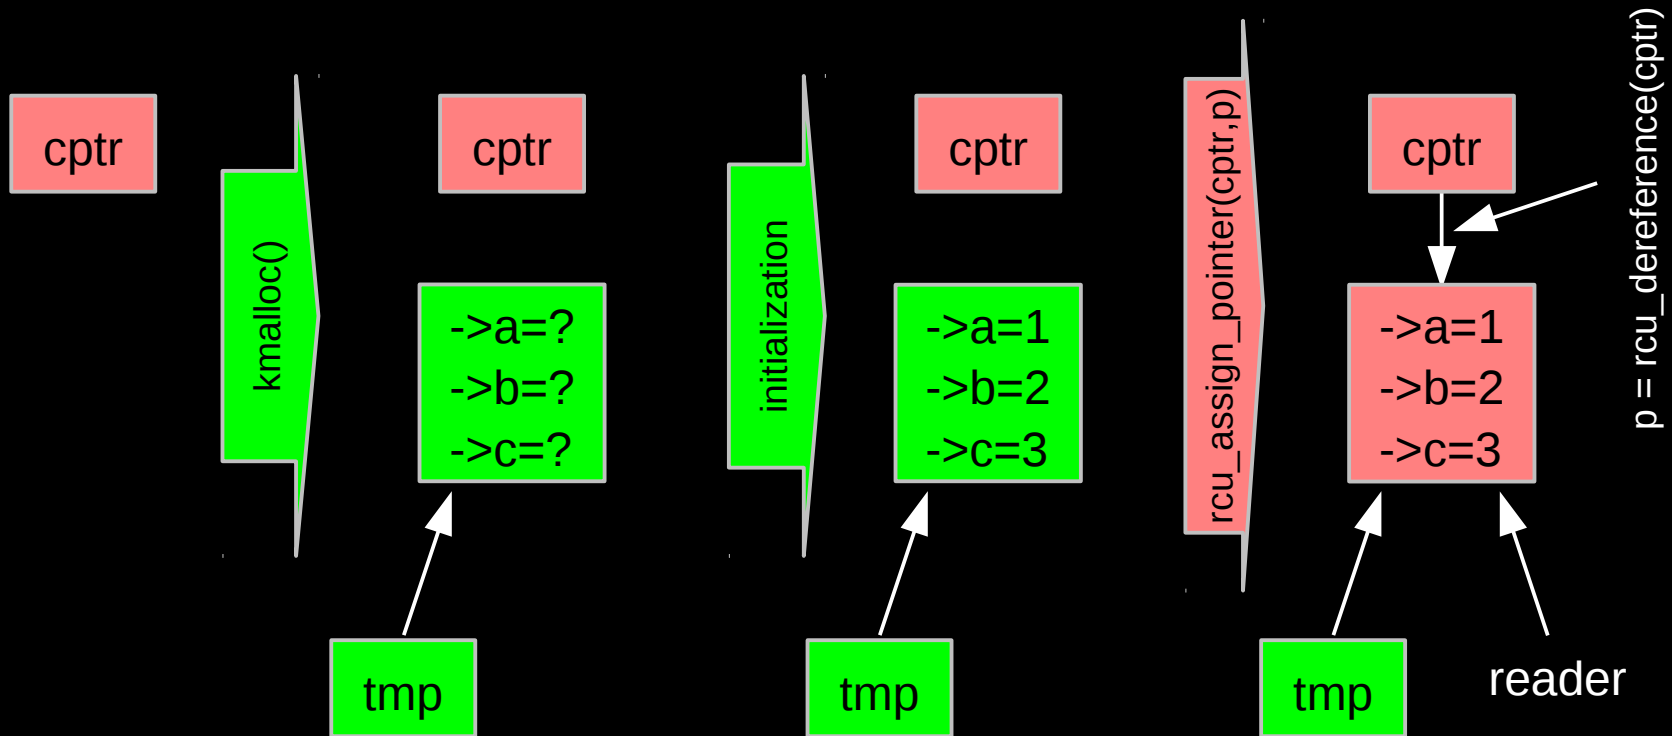 cptr
kmalloc()
cptr
->a=?
->b=?
->c=?
tmp
initialization
cptr
->a=1
->b=2
->c=3
tmp
rcu_assign_pointer(cptr,p)
cptr
->a=1
->b=2
->c=3
tmp
reader
p = rcu_dereference(cptr)